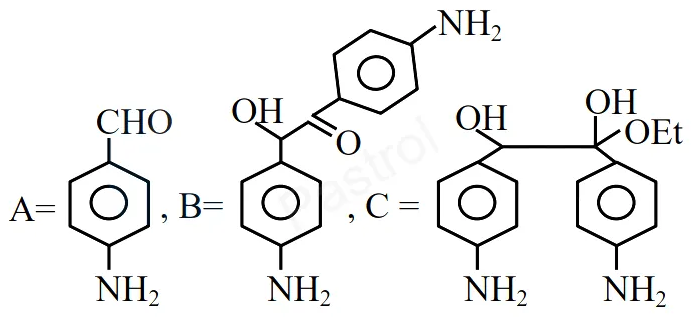 NH₂
OH
O
CHO
OH
OH
OEt
A= , B= , C =
NH₂
NH₂
NH₂
NH₂